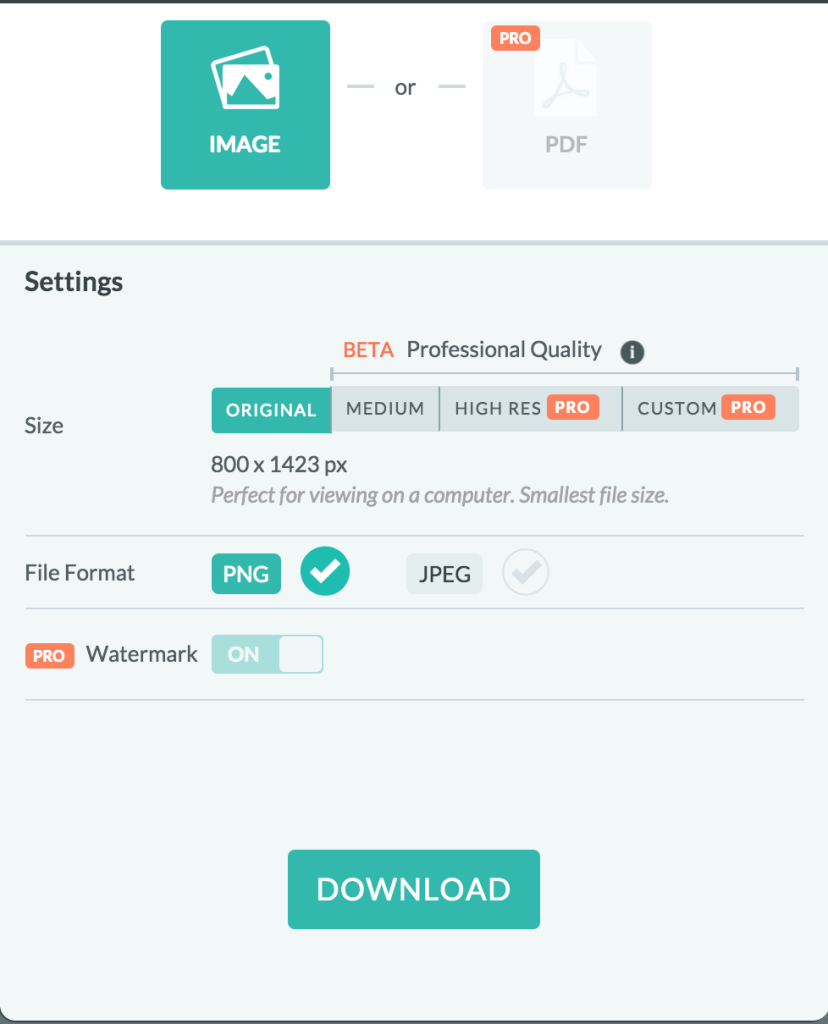 PRO
IMAGE
or
PDF
Settings
BETA Professional Quality i
Size
ORIGINAL MEDIUM HIGH RES PRO CUSTOM PRO
800 x 1423 px
Perfect for viewing on a computer. Smallest file size.
File Format PNG JPEG
PRO Watermark ON
DOWNLOAD